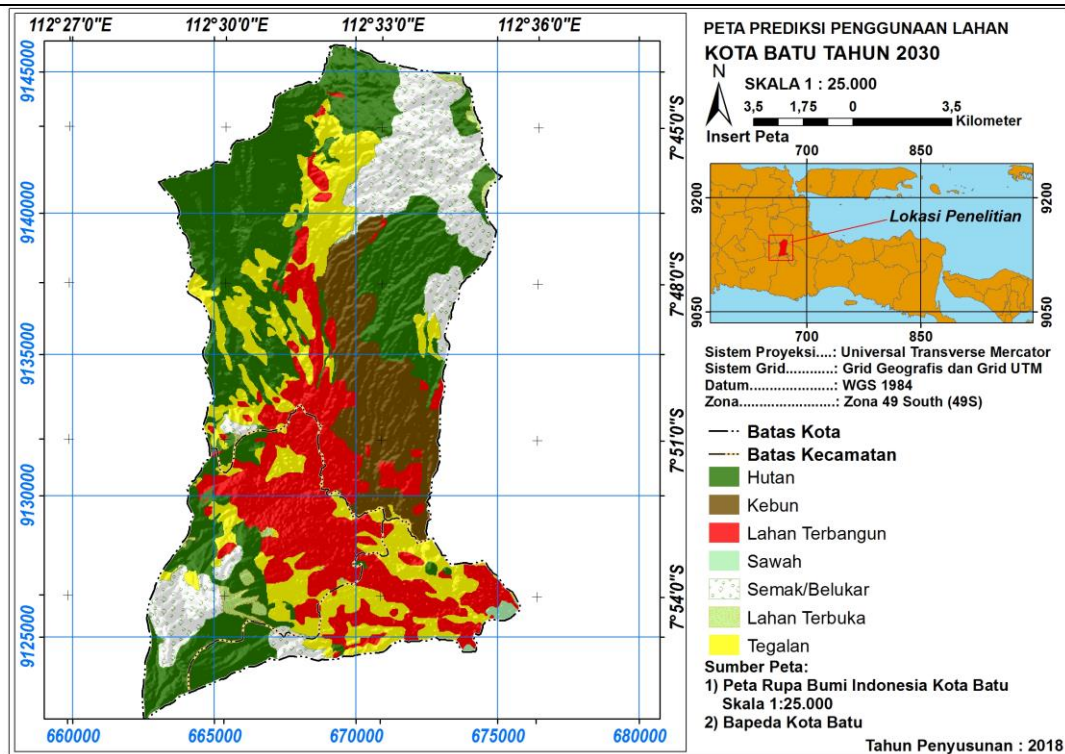 112°27'0"E 112°30'0"E 112°33'0"E 112°36'0"E
9145000
9140000
9135000
9130000
9125000
7°45'0"S
7°48'0"S
7°51'0"S
7°54'0"S
660000 665000 670000 675000 680000
PETA PREDIKSI PENGGUNAAN LAHAN
KOTA BATU TAHUN 2030
N
SKALA 1 : 25.000
3,5 1,75 0 3,5
Kilometer
Insert Peta
700 850
9200
9050
Lokasi Penelitian
9200
9050
700 850
Sistem Proyeksi....: Universal Transverse Mercator
Sistem Grid............: Grid Geografis dan Grid UTM
Datum.....................: WGS 1984
Zona.......................: Zona 49 South (49S)
Batas Kota
Batas Kecamatan
Hutan
Kebun
Lahan Terbangun
Sawah
Semak/Belukar
Lahan Terbuka
Tegalan
Sumber Peta:
1) Peta Rupa Bumi Indonesia Kota Batu
Skala 1:25.000
2) Bapeda Kota Batu
Tahun Penyusunan : 2018